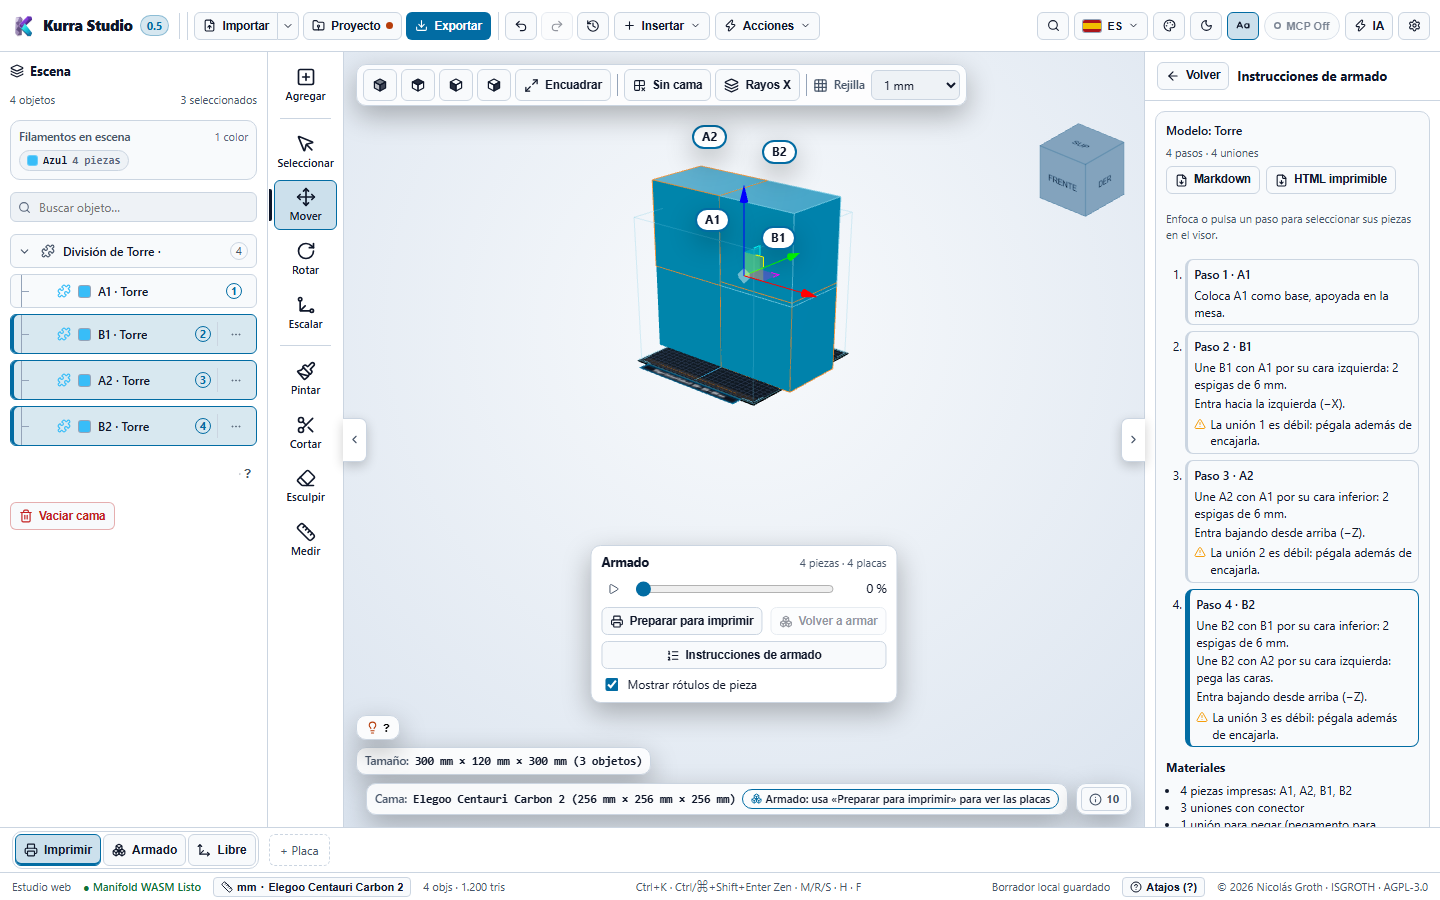 Kurra Studio 0.5
Importar
Proyecto
Exportar
Insertar
Acciones
ES
MCP Off
IA
Escena
4 objetos
3 seleccionados
Filamentos en escena
1 color
Azul 4 piezas
Buscar objeto...
División de Torre ·
4
A1 · Torre
1
B1 · Torre
2
A2 · Torre
3
B2 · Torre
4
· ?
Vaciar cama
Agregar
Seleccionar
Mover
Rotar
Escalar
Pintar
Cortar
Esculpir
Medir
Encuadrar
Sin cama
Rayos X
Rejilla
1 mm
A2
B2
A1
B1
SUP
FRENTE
DER
Armado
4 piezas · 4 placas
0 %
Preparar para imprimir
Volver a armar
Instrucciones de armado
Mostrar rótulos de pieza
?
Tamaño: 300 mm × 120 mm × 300 mm (3 objetos)
Cama: Elegoo Centauri Carbon 2 (256 mm × 256 mm × 256 mm)
Armado: usa «Preparar para imprimir» para ver las placas
10
Volver
Instrucciones de armado
Modelo: Torre
4 pasos · 4 uniones
Markdown
HTML imprimible
Enfoca o pulsa un paso para seleccionar sus piezas
en el visor.
1. Paso 1 · A1
Coloca A1 como base, apoyada en la
mesa.
2. Paso 2 · B1
Une B1 con A1 por su cara izquierda: 2
espigas de 6 mm.
Entra hacia la izquierda (−X).
La unión 1 es débil: pégala además de
encajarla.
3. Paso 3 · A2
Une A2 con A1 por su cara inferior: 2
espigas de 6 mm.
Entra bajando desde arriba (−Z).
La unión 2 es débil: pégala además de
encajarla.
4. Paso 4 · B2
Une B2 con B1 por su cara inferior: 2
espigas de 6 mm.
Une B2 con A2 por su cara izquierda:
pega las caras.
Entra bajando desde arriba (−Z).
La unión 3 es débil: pégala además
de encajarla.
Materiales
• 4 piezas impresas: A1, A2, B1, B2
• 3 uniones con conector
• 1 unión para pegar (pegamento para
Imprimir
Armado
Libre
+ Placa
Estudio web
● Manifold WASM Listo
mm · Elegoo Centauri Carbon 2
4 objs · 1.200 tris
Ctrl+K · Ctrl/⌘+Shift+Enter Zen · M/R/S · H · F
Borrador local guardado
Atajos (?)
© 2026 Nicolás Groth · ISGROTH · AGPL-3.0